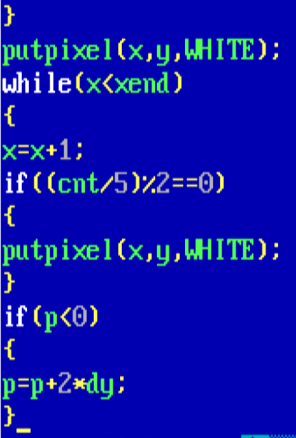 }
putpixel(x,y,WHITE);
while(x<xend)
{
x=x+1;
if((cnt/5)%2==0)
{
putpixel(x,y,WHITE);
}
if(p<0)
{
p=p+2*dy;
}_